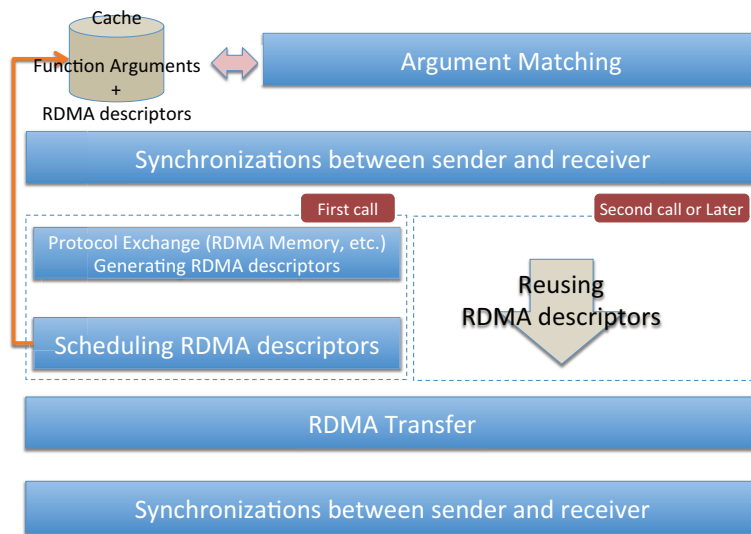 Cache
Function Arguments
+
RDMA descriptors
Argument Matching
Synchronizations between sender and receiver
First call
Second call or Later
Protocol Exchange (RDMA Memory, etc.)
Generating RDMA descriptors
Reusing
RDMA descriptors
Scheduling RDMA descriptors
RDMA Transfer
Synchronizations between sender and receiver